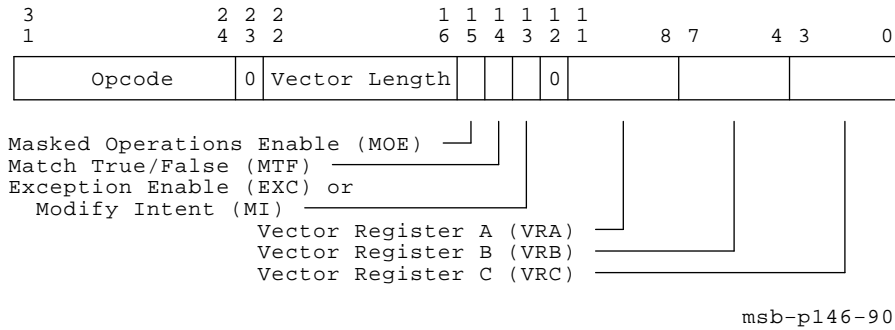 3 2 2 2 1 1 1 1 1 1
1 4 3 2 6 5 4 3 2 1 8 7 4 3 0
Opcode 0 Vector Length 0
Masked Operations Enable (MOE)
Match True/False (MTF)
Exception Enable (EXC) or
Modify Intent (MI)
Vector Register A (VRA)
Vector Register B (VRB)
Vector Register C (VRC)
msb-p146-90